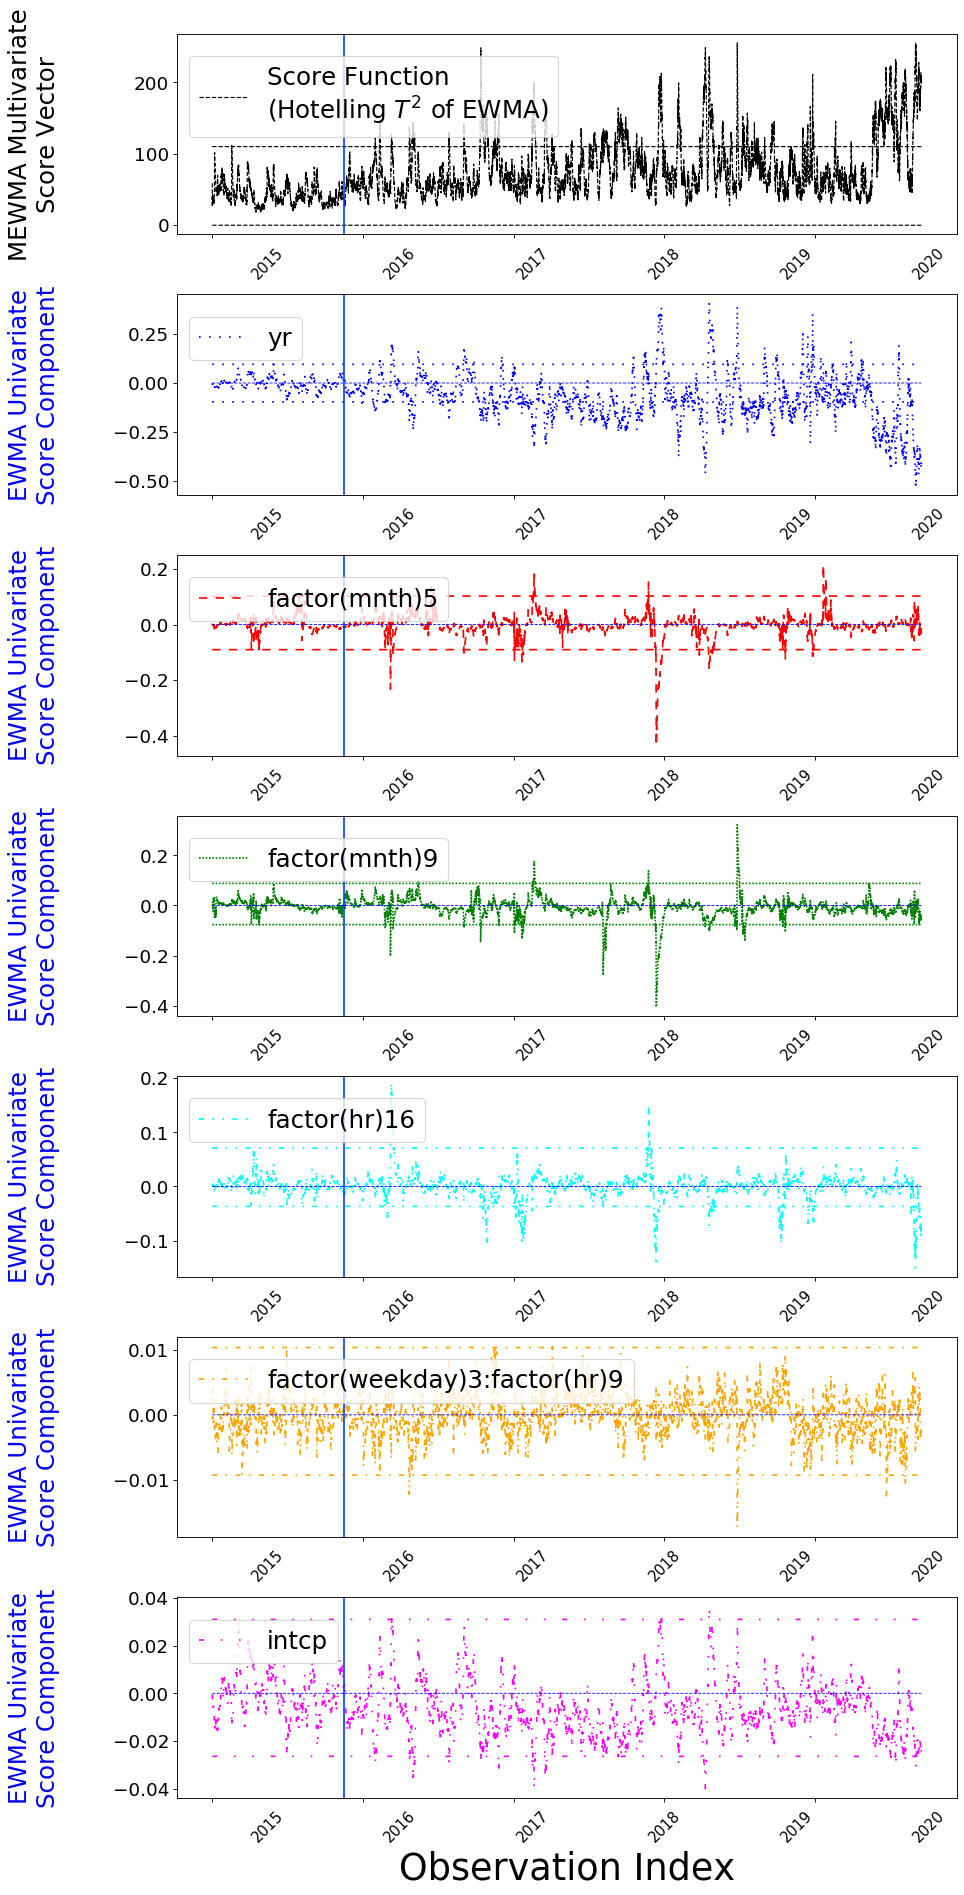 MEWMA Multivariate
Score Vector
200
100
0
Score Function
(Hotelling T² of EWMA)
2015 2016 2017 2018 2019 2020
EWMA Univariate
Score Component
0.25
0.00
−0.25
−0.50
yr
2015 2016 2017 2018 2019 2020
EWMA Univariate
Score Component
0.2
0.0
−0.2
−0.4
factor(mnth)5
2015 2016 2017 2018 2019 2020
EWMA Univariate
Score Component
0.2
0.0
−0.2
−0.4
factor(mnth)9
2015 2016 2017 2018 2019 2020
EWMA Univariate
Score Component
0.2
0.1
0.0
−0.1
factor(hr)16
2015 2016 2017 2018 2019 2020
EWMA Univariate
Score Component
0.01
0.00
−0.01
factor(weekday)3:factor(hr)9
2015 2016 2017 2018 2019 2020
EWMA Univariate
Score Component
0.04
0.02
0.00
−0.02
−0.04
intcp
2015 2016 2017 2018 2019 2020
Observation Index